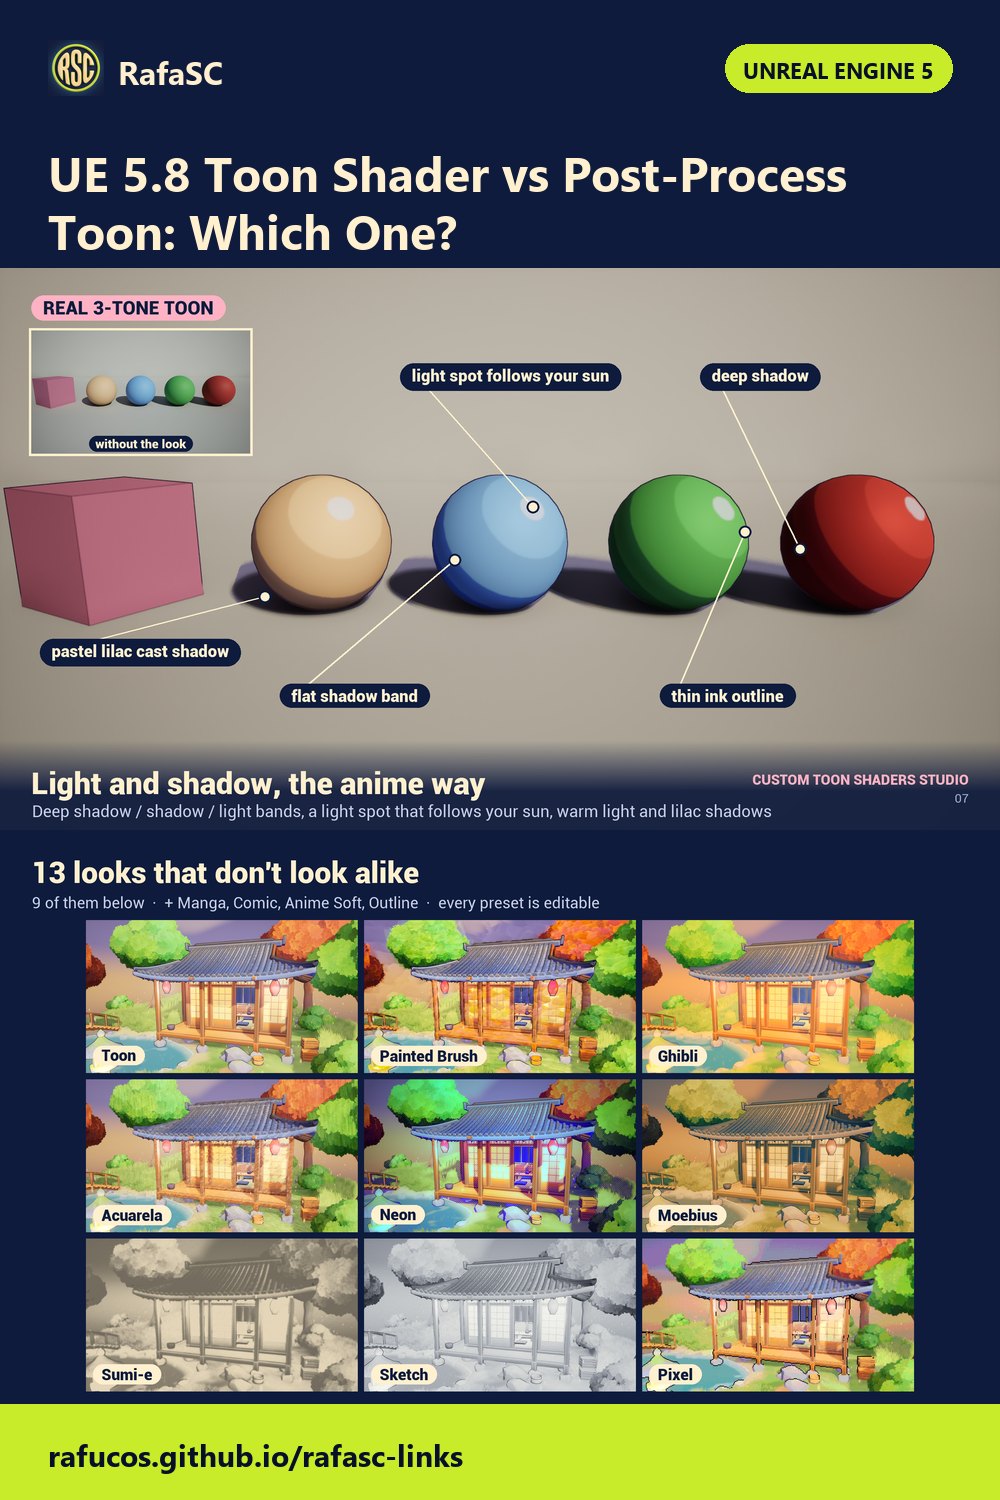 RSC
RafaSC
UNREAL ENGINE 5
UE 5.8 Toon Shader vs Post-Process
Toon: Which One?
REAL 3-TONE TOON
without the look
light spot follows your sun
deep shadow
pastel lilac cast shadow
flat shadow band
thin ink outline
Light and shadow, the anime way
CUSTOM TOON SHADERS STUDIO
07
Deep shadow / shadow / light bands, a light spot that follows your sun, warm light and lilac shadows
13 looks that don't look alike
9 of them below · + Manga, Comic, Anime Soft, Outline · every preset is editable
Toon
Painted Brush
Ghibli
Acuarela
Neon
Moebius
Sumi-e
Sketch
Pixel
rafucos.github.io/rafasc-links